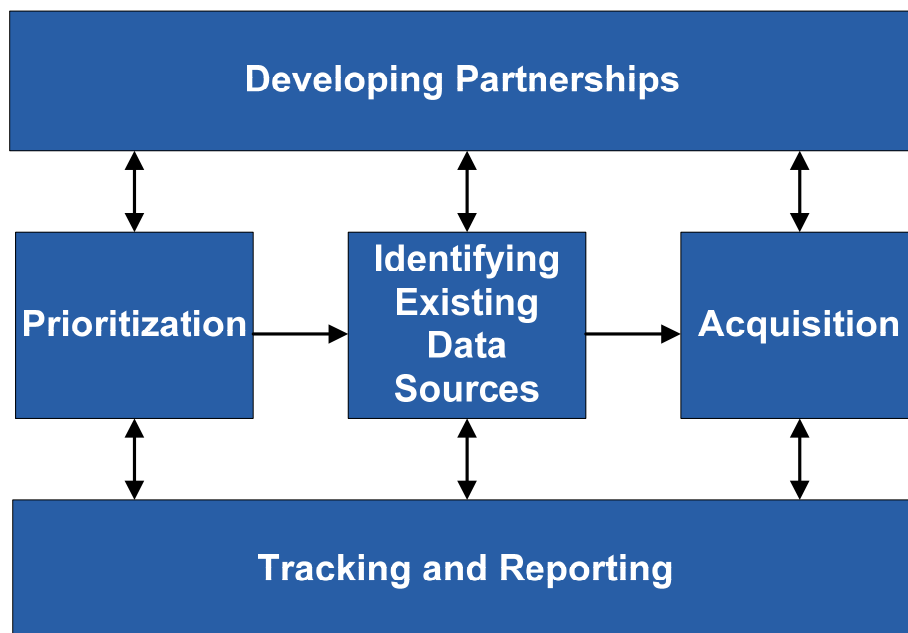 Developing Partnerships
Prioritization
Identifying
Existing
Data
Sources
Acquisition
Tracking and Reporting